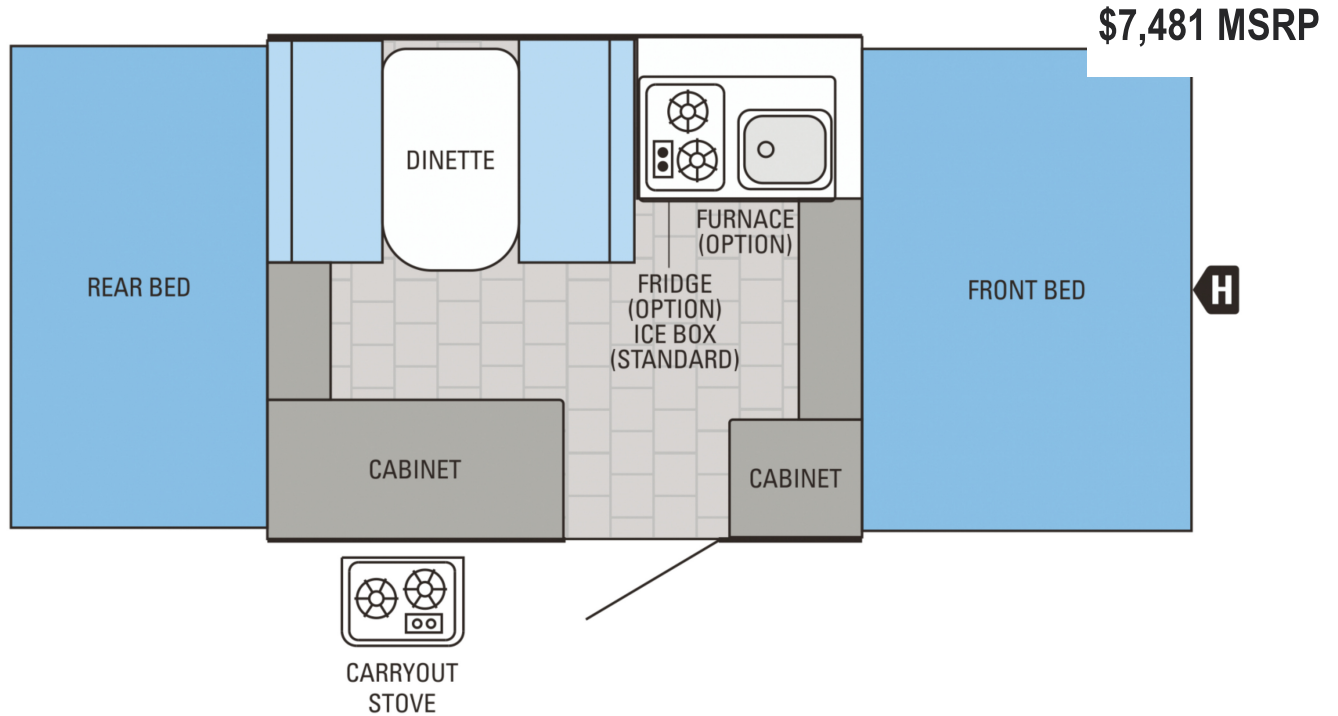 $7,481 MSRP
DINETTE
FURNACE
(OPTION)
REAR BED
FRIDGE
(OPTION)
ICE BOX
(STANDARD)
FRONT BED
H
CABINET
CABINET
CARRYOUT
STOVE